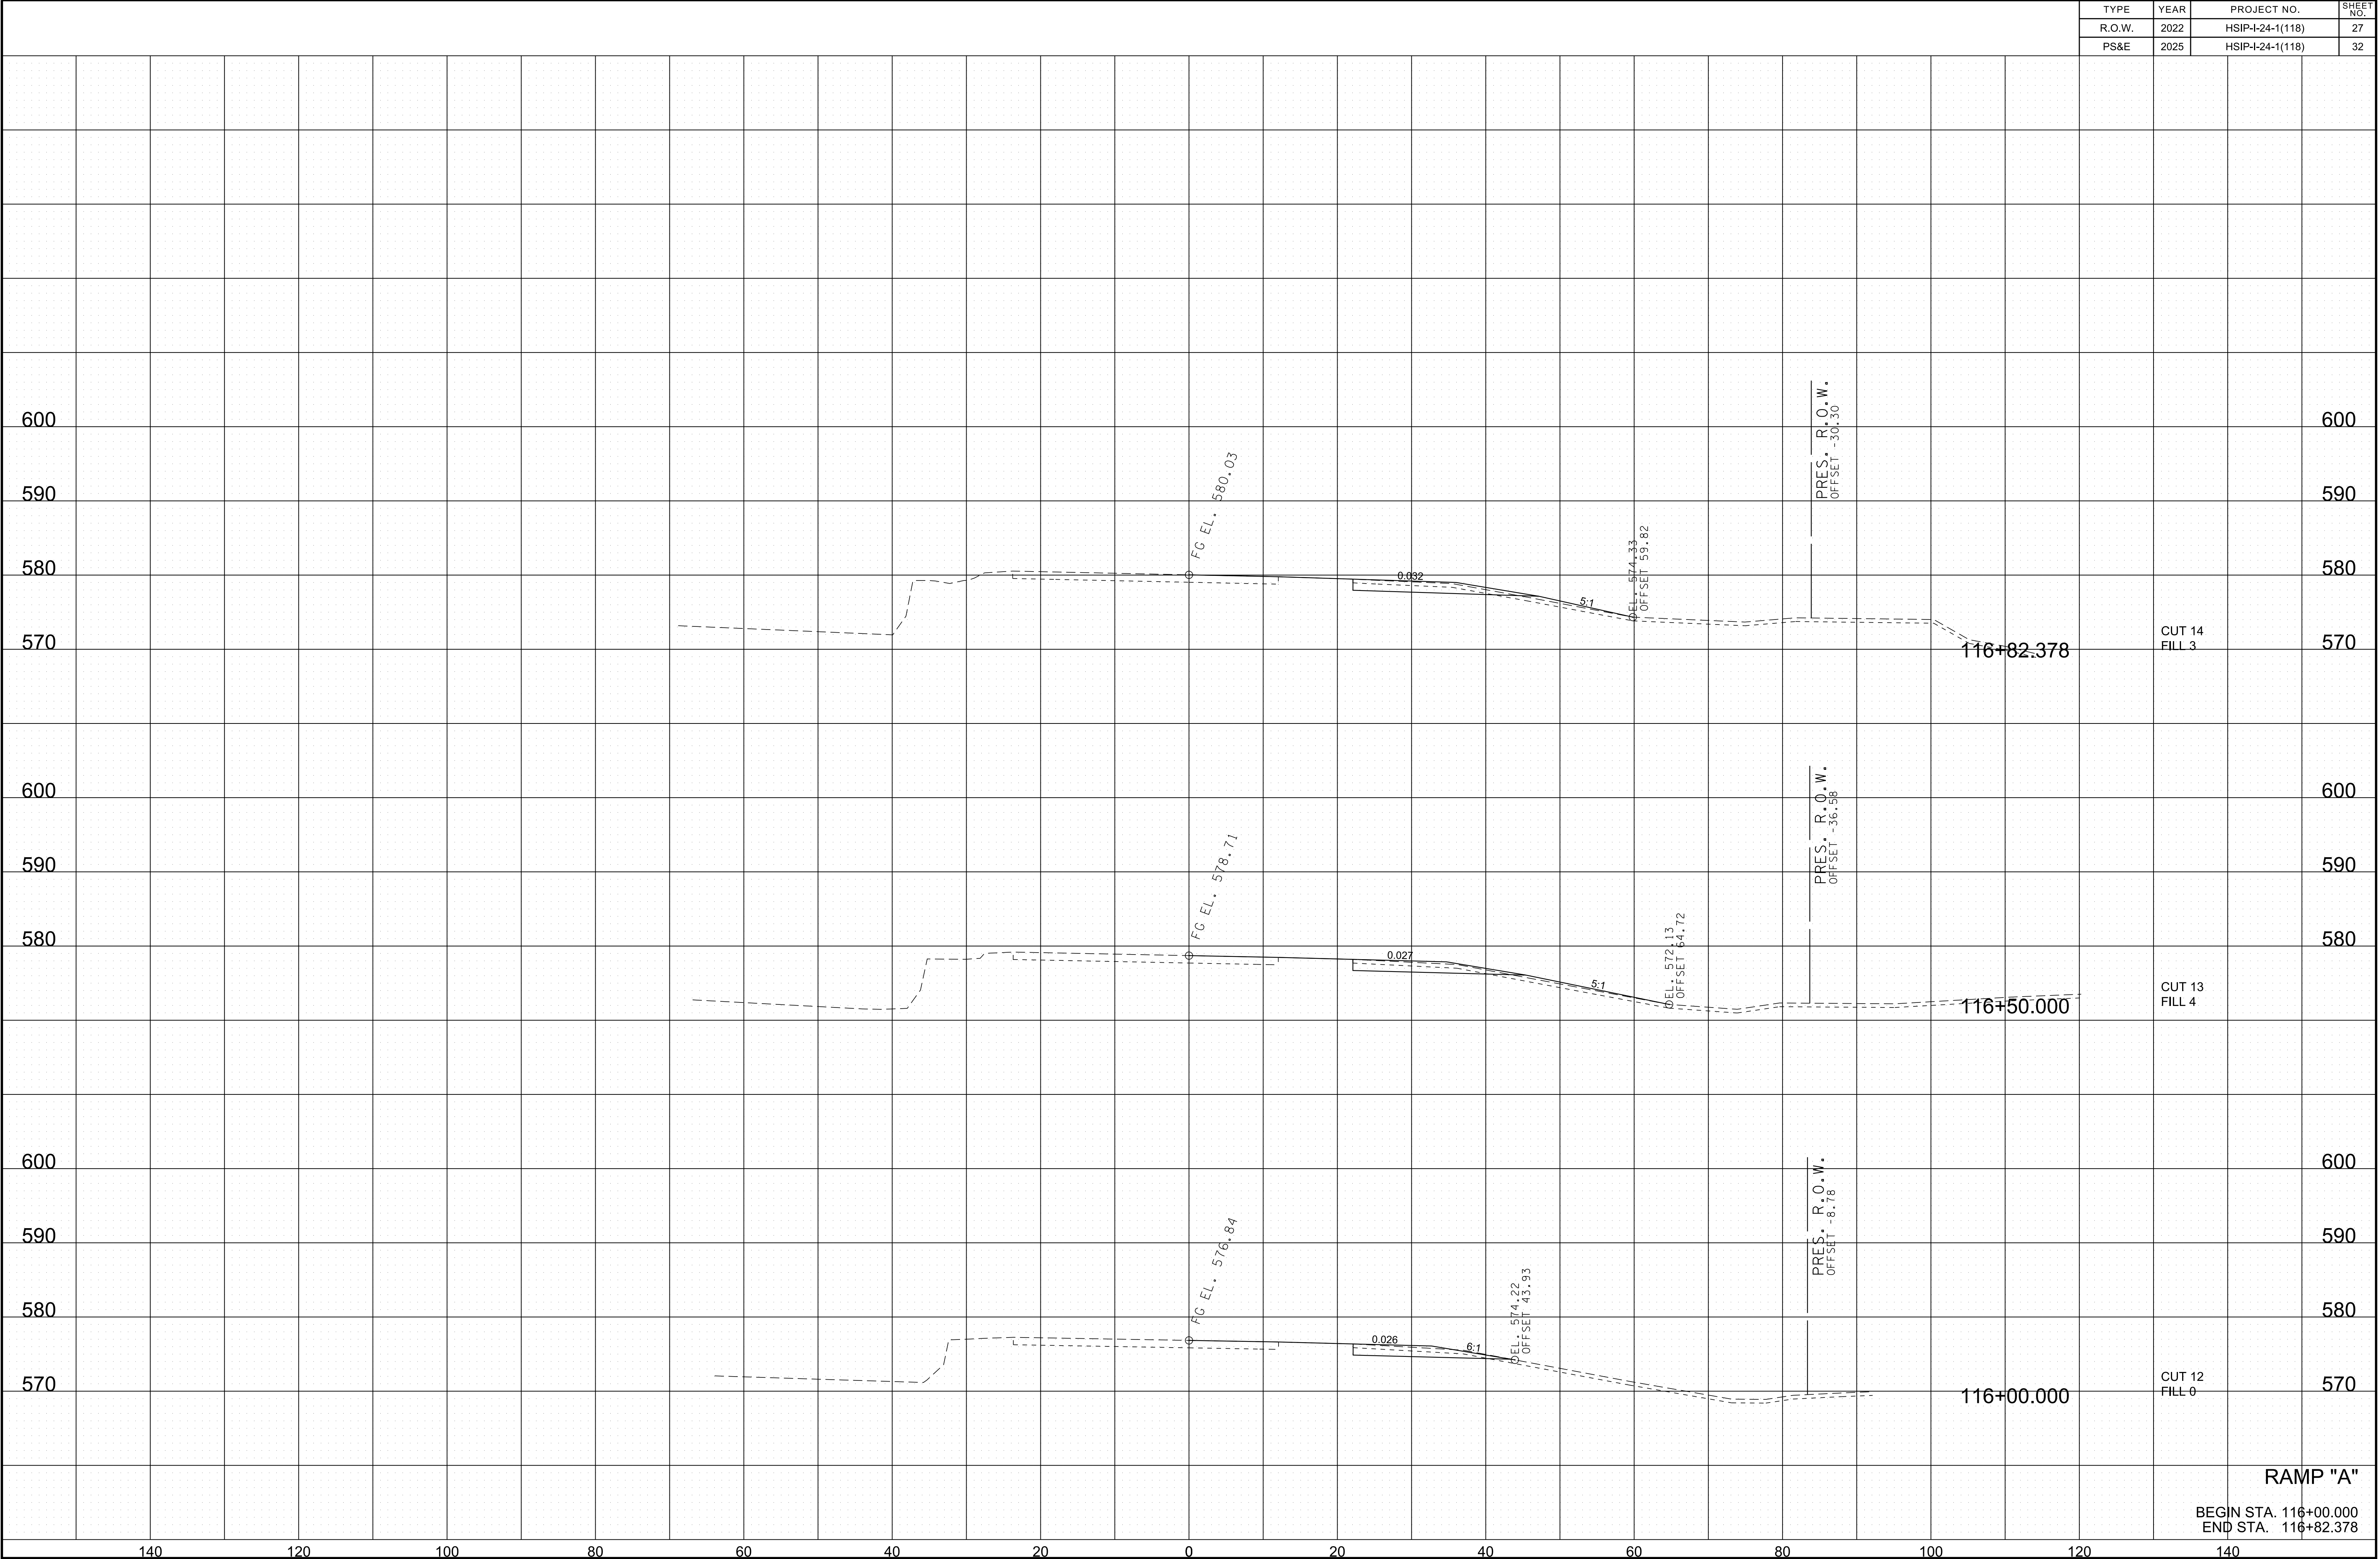 TYPE YEAR PROJECT NO. SHEET NO.
R.O.W. 2022 HSIP-I-24-1(118) 27
PS&E 2025 HSIP-I-24-1(118) 32
600 600
590 590
580 580
570 570
FG EL. 580.03
0.032
5:1
EL. 574.33
OFFSET 59.82
PRES. R.O.W.
OFFSET -30.30
116+82.378
CUT 14
FILL 3
600 600
590 590
580 580
FG EL. 578.71
0.027
5:1
EL. 572.13
OFFSET 64.72
PRES. R.O.W.
OFFSET -36.58
116+50.000
CUT 13
FILL 4
600 600
590 590
580 580
570 570
FG EL. 576.84
0.026
6:1
EL. 574.22
OFFSET 43.93
PRES. R.O.W.
OFFSET -8.78
116+00.000
CUT 12
FILL 0
RAMP "A"
BEGIN STA. 116+00.000
END STA. 116+82.378
140 120 100 80 60 40 20 0 20 40 60 80 100 120 140